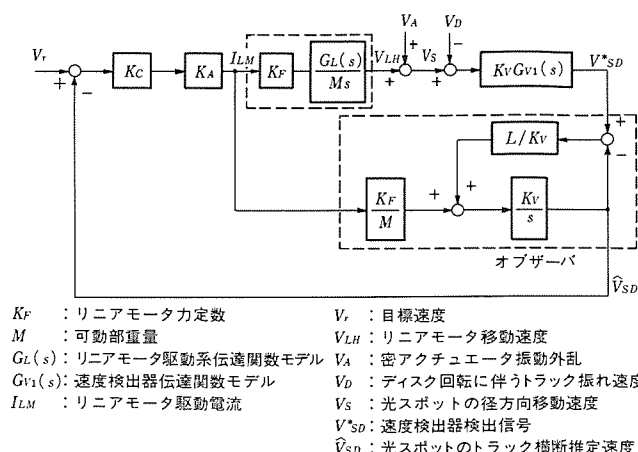 V_A V_D
V_r + − K_C K_A I_LM K_F G_L(s)/Ms V_LH + + V_S + − K_V G_V1(s) V*_SD
L/K_V + −
K_F/M + + K_V/s
オブザーバ
V̂_SD
K_F :リニアモータ力定数
M :可動部重量
G_L(s):リニアモータ駆動系伝達関数モデル
G_V1(s):速度検出器伝達関数モデル
I_LM :リニアモータ駆動電流
V_r :目標速度
V_LH :リニアモータ移動速度
V_A :密アクチュエータ振動外乱
V_D :ディスク回転に伴うトラック振れ速度
V_S :光スポットの径方向移動速度
V*_SD:速度検出器検出信号
V̂_SD:光スポットのトラック横断推定速度